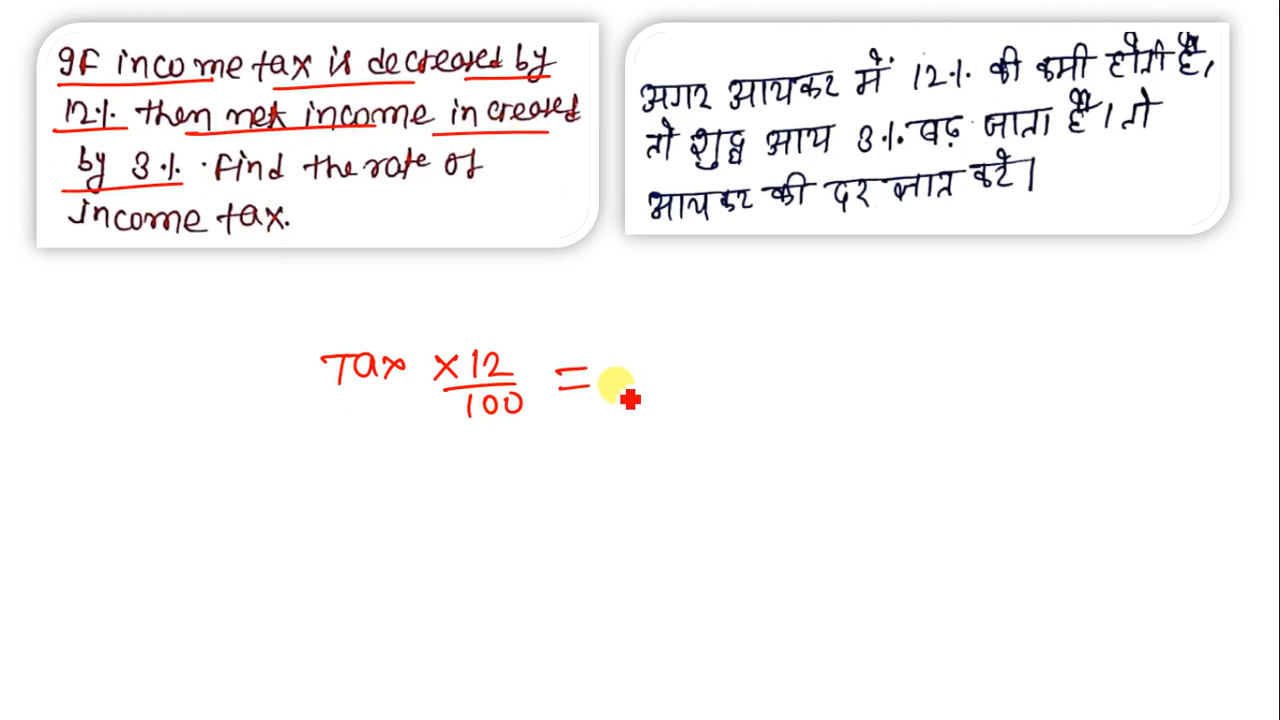 If income tax is decreased by
12% then net income increased
by 3%. Find the rate of
income tax.
अगर आयकर में 12% की कमी होती है,
तो शुद्ध आय 3% बढ़ जाता है। तो
आयकर की दर ज्ञात करें।
Tax × 12/100 =